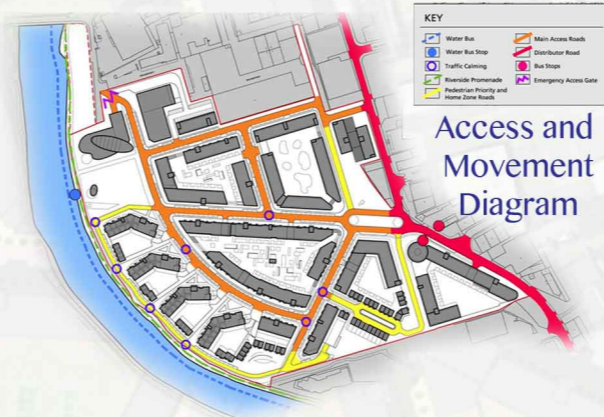 KEY
Water Bus
Water Bus Stop
Traffic Calming
Riverside Promenade
Pedestrian Priority and
Home Zone Roads
Main Access Roads
Distributor Road
Bus Stops
Emergency Access Gate
Access and
Movement
Diagram